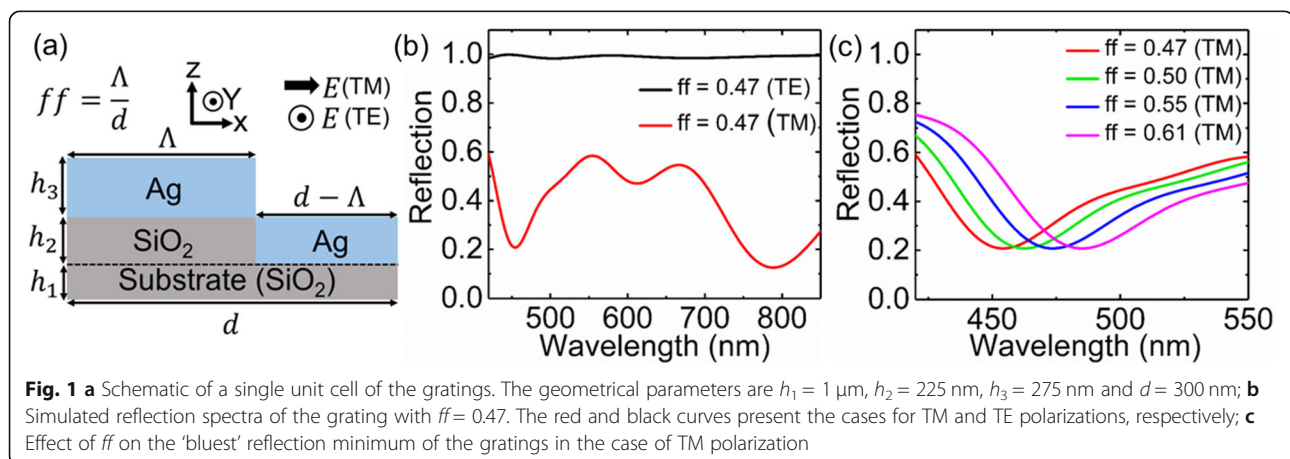 (a)
ff = Λ/d
Z
Y
X
E(TM)
E (TE)
Λ
h₃
Ag
d − Λ
h₂
SiO₂
Ag
h₁
Substrate (SiO₂)
d
(b)
1.0
0.8
0.6
0.4
0.2
0.0
Reflection
ff = 0.47 (TE)
ff = 0.47 (TM)
500
600
700
800
Wavelength (nm)
(c)
1.0
0.8
0.6
0.4
0.2
0.0
Reflection
ff = 0.47 (TM)
ff = 0.50 (TM)
ff = 0.55 (TM)
ff = 0.61 (TM)
450
500
550
Wavelength (nm)
Fig. 1 a Schematic of a single unit cell of the gratings. The geometrical parameters are h₁ = 1 μm, h₂ = 225 nm, h₃ = 275 nm and d = 300 nm; b
Simulated reflection spectra of the grating with ff = 0.47. The red and black curves present the cases for TM and TE polarizations, respectively; c
Effect of ff on the ‘bluest’ reflection minimum of the gratings in the case of TM polarization